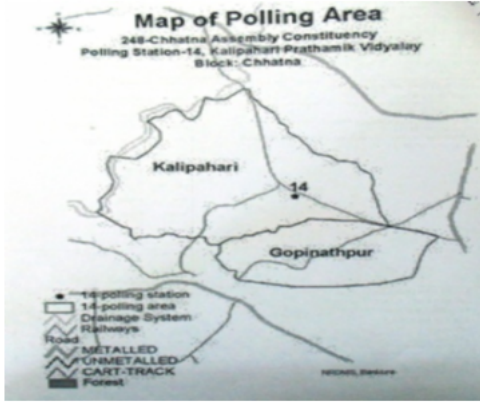 Map of Polling Area
248-Chhatna Assembly Constituency
Polling Station-14, Kalipahari Prathamik Vidyalay
Block: Chhatna
Kalipahari
14
Gopinathpur
14-polling station
14-polling area
Drainage System
Railways
Road:
METALLED
UNMETALLED
CART-TRACK
Forest